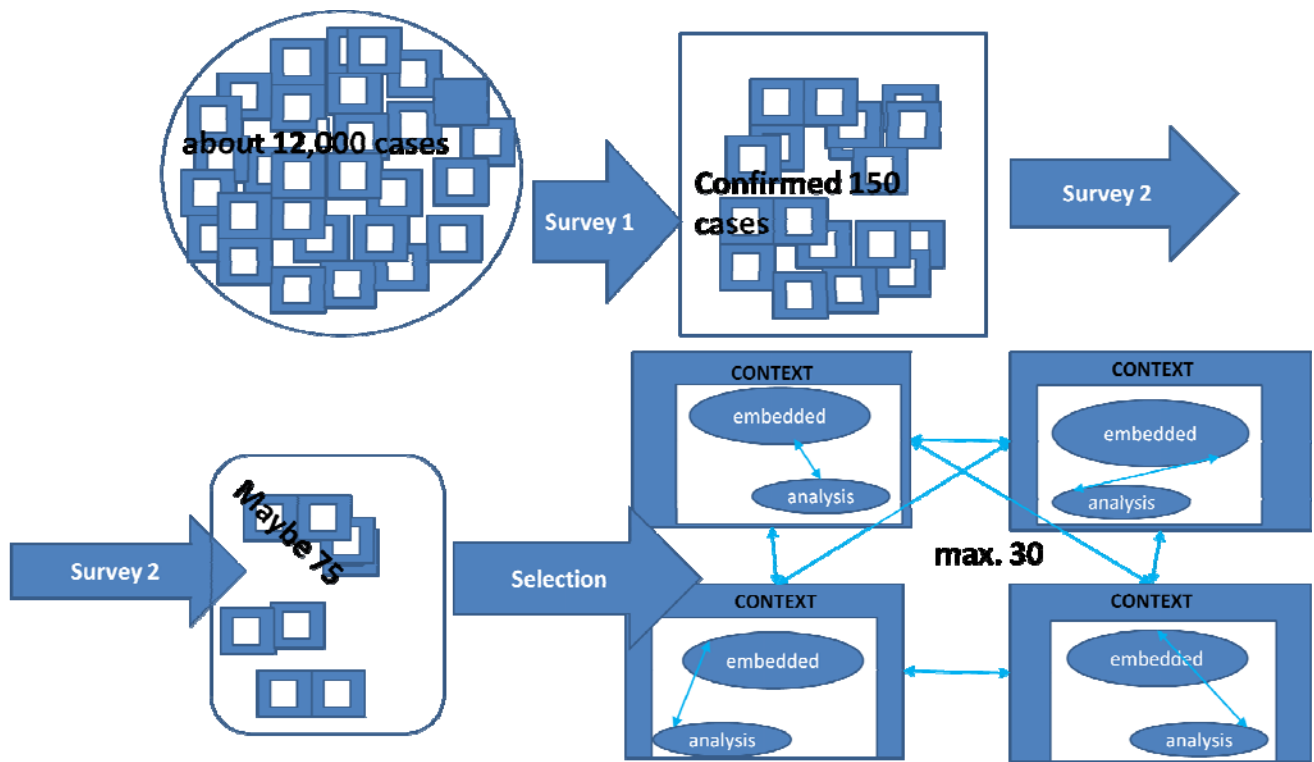 about 12,000 cases
Survey 1
Confirmed 150
cases
Survey 2
Survey 2
Maybe 75
Selection
CONTEXT
embedded
analysis
CONTEXT
embedded
analysis
max. 30
CONTEXT
embedded
analysis
CONTEXT
embedded
analysis